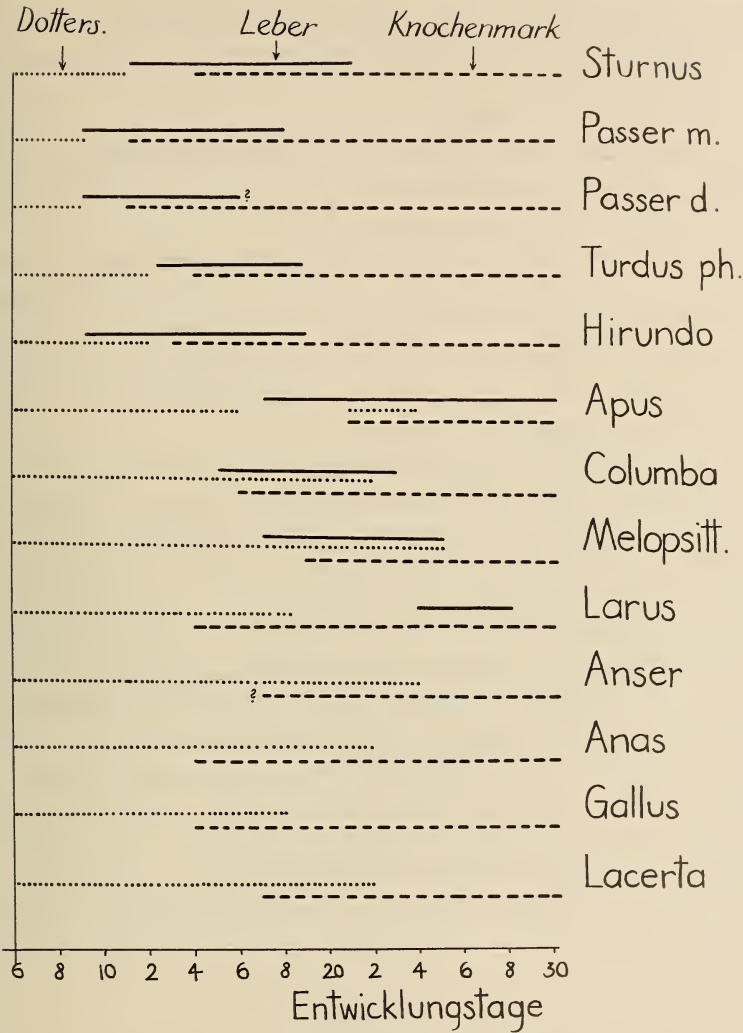 Dotters. Leber Knochenmark
Sturnus
Passer m.
?
Passer d.
Turdus ph.
Hirundo
Apus
Columba
Melopsitt.
Larus
Anser
?
Anas
Gallus
Lacerta
6 8 10 2 4 6 8 20 2 4 6 8 30
Entwicklungstage